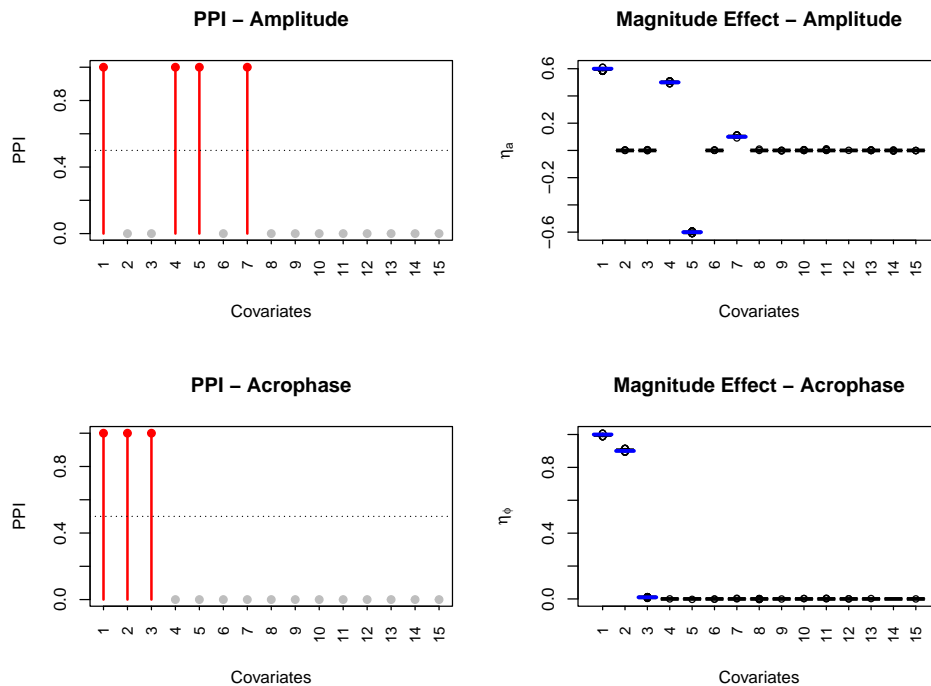 PPI − Amplitude
PPI
0.0 0.4 0.8
1 2 3 4 5 6 7 8 9 10 11 12 13 14 15
Covariates
Magnitude Effect − Amplitude
ηa
−0.6 −0.2 0.2 0.6
1 2 3 4 5 6 7 8 9 10 11 12 13 14 15
Covariates
PPI − Acrophase
PPI
0.0 0.4 0.8
1 2 3 4 5 6 7 8 9 10 11 12 13 14 15
Covariates
Magnitude Effect − Acrophase
ηϕ
0.0 0.4 0.8
1 2 3 4 5 6 7 8 9 10 11 12 13 14 15
Covariates